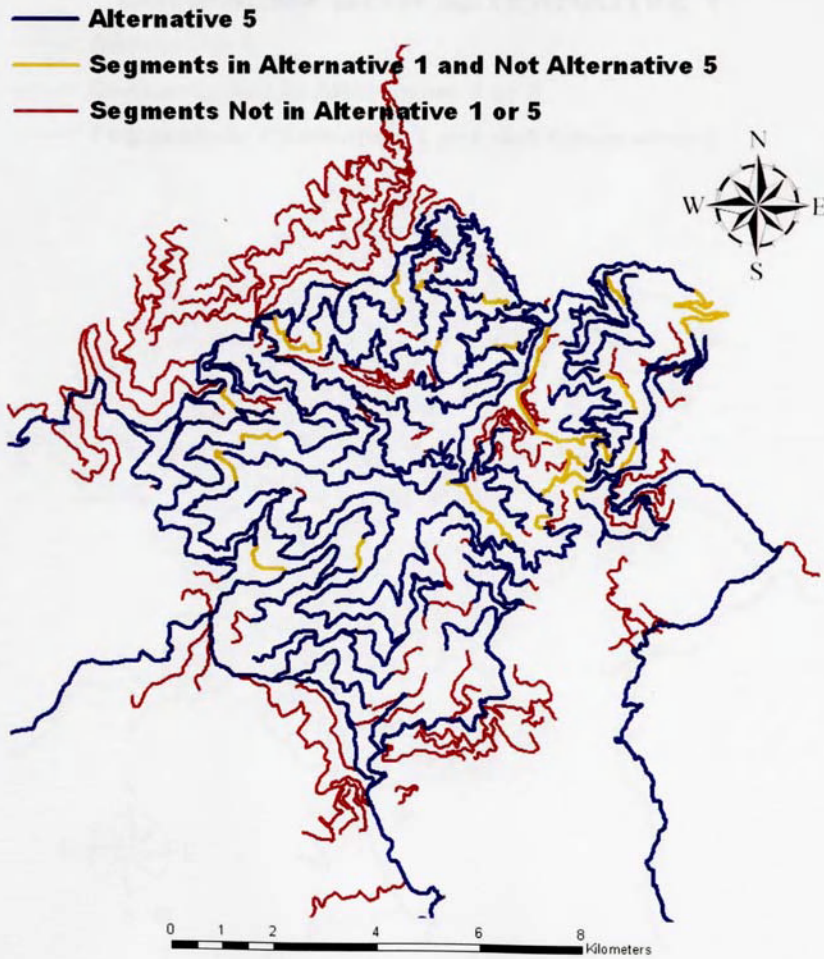 Alternative 5
Segments in Alternative 1 and Not Alternative 5
Segments Not in Alternative 1 or 5
N
W E
S
0 1 2 4 6 8
Kilometers